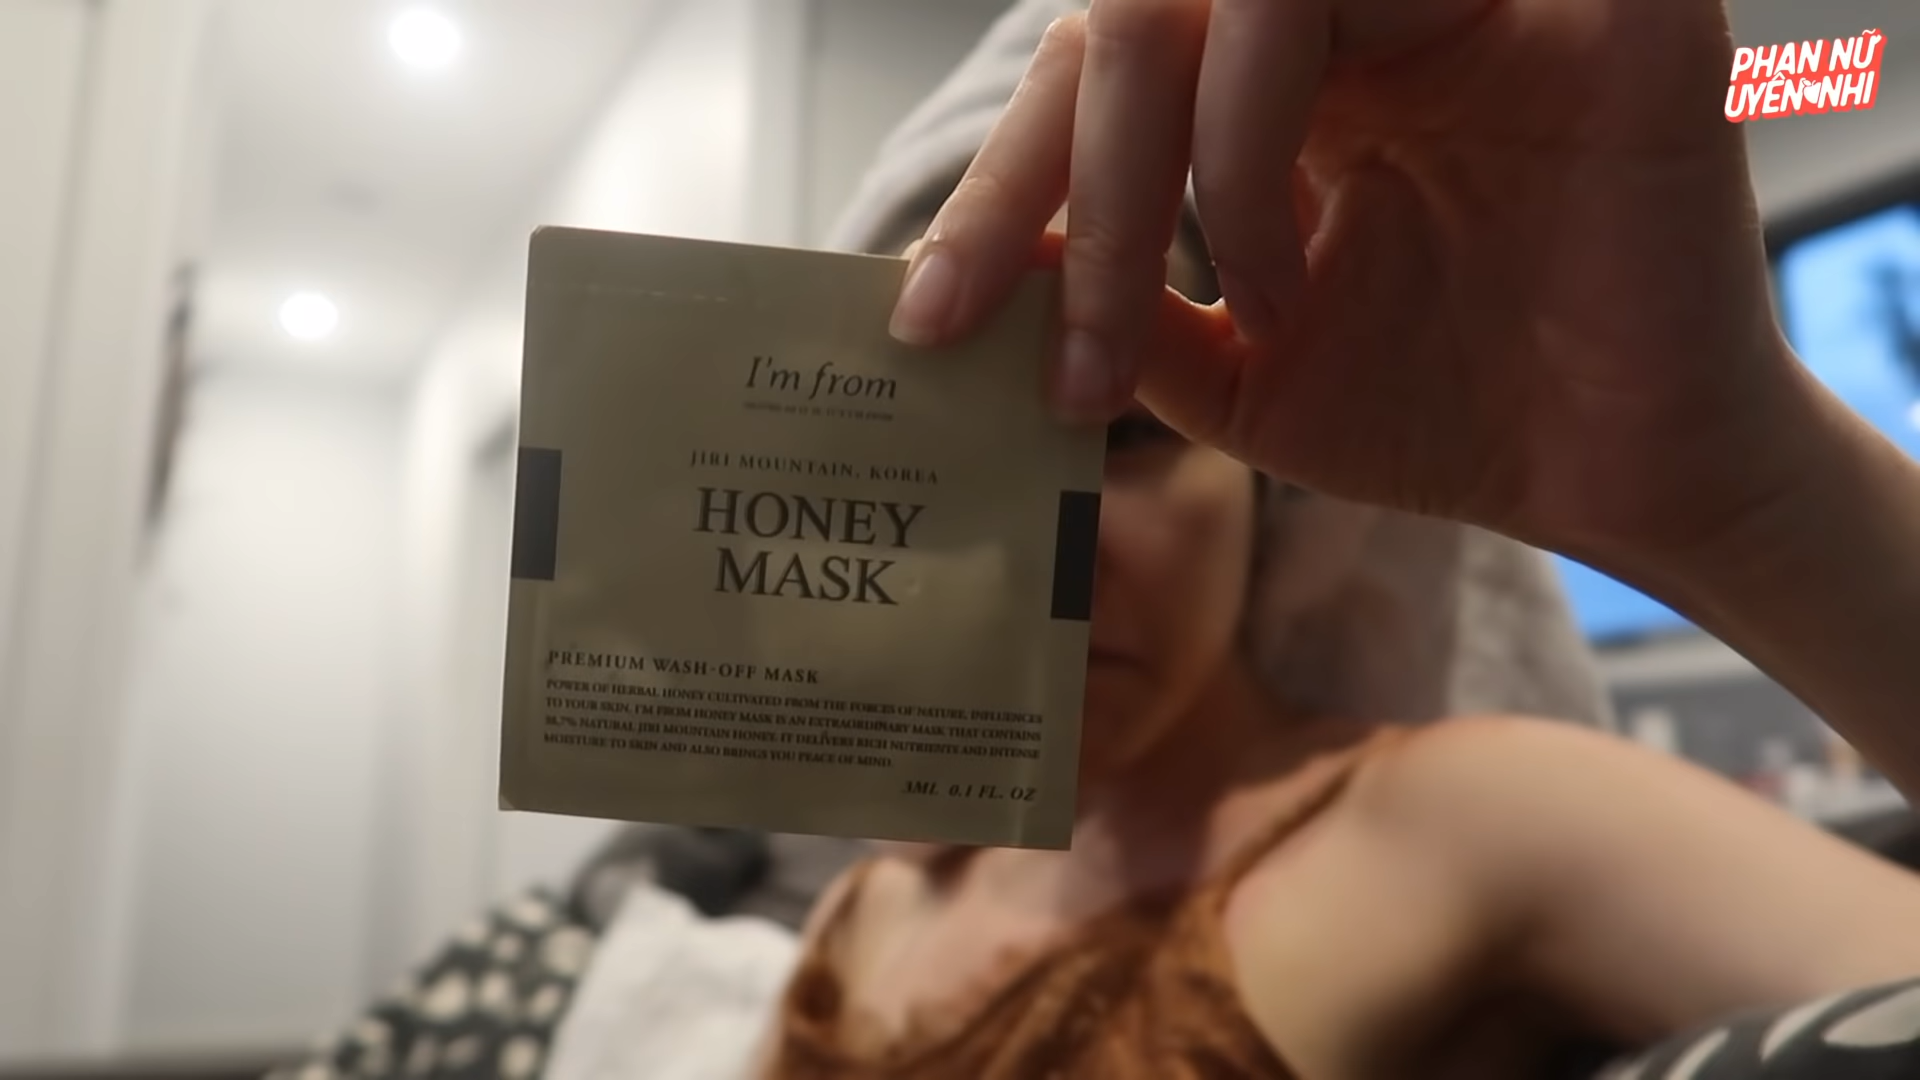 PHAN NỮ
UYÊN NHI
I'm from
JIRI MOUNTAIN, KOREA
HONEY
MASK
PREMIUM WASH-OFF MASK
POWER OF HERBAL HONEY CULTIVATED FROM THE FORCES OF NATURE, INFLUENCES
TO YOUR SKIN. I'M FROM HONEY MASK IS AN EXTRAORDINARY MASK THAT CONTAINS
38.7% NATURAL JIRI MOUNTAIN HONEY. IT DELIVERS RICH NUTRIENTS AND INTENSE
MOISTURE TO SKIN AND ALSO BRINGS YOU PEACE OF MIND.
3ML 0.1 FL. OZ